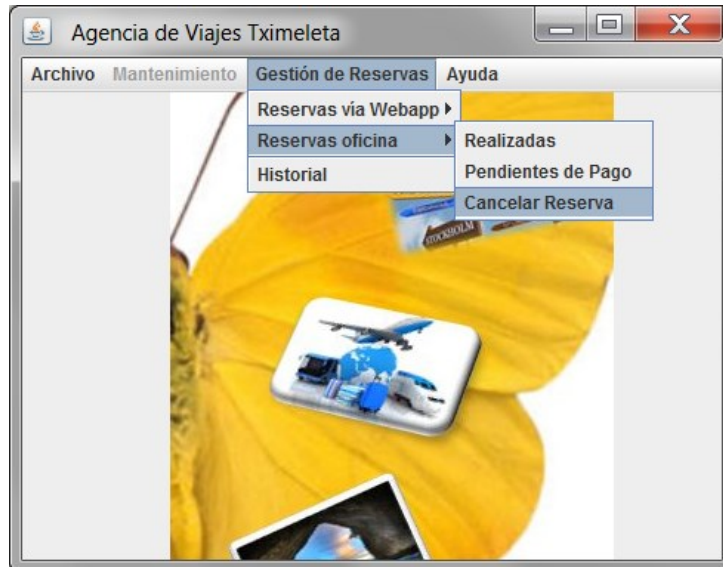 Agencia de Viajes Tximeleta
Archivo Mantenimiento Gestión de Reservas Ayuda
Reservas vía Webapp
Reservas oficina
Historial
Realizadas
Pendientes de Pago
Cancelar Reserva
STOCKHOLM